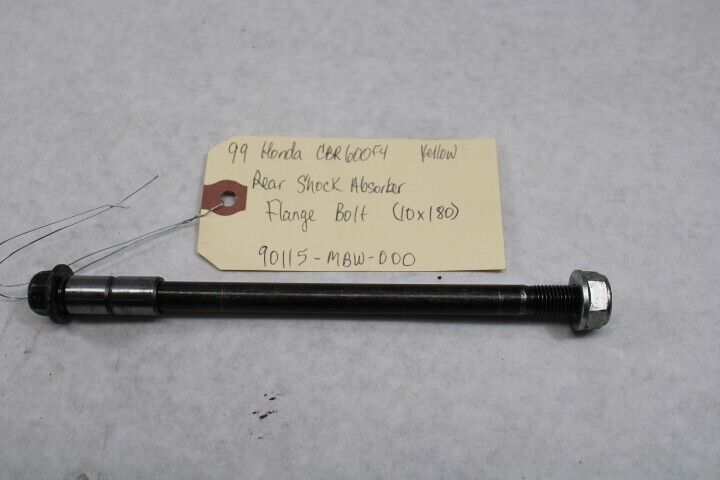 99 Honda CBR600F4 Yellow
Rear Shock Absorber
Flange Bolt (10x180)
90115-MBW-000